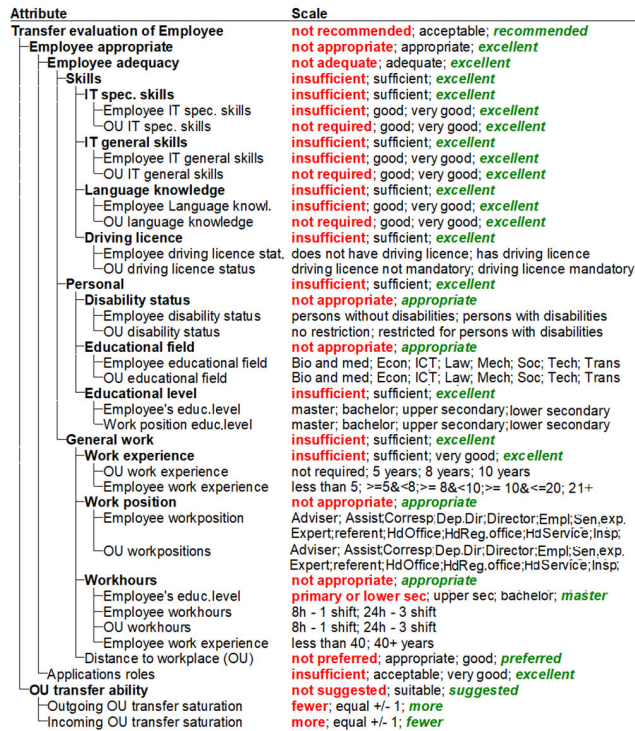 Attribute Scale
Transfer evaluation of Employee not recommended; acceptable; recommended
Employee appropriate not appropriate; appropriate; excellent
Employee adequacy not adequate; adequate; excellent
Skills insufficient; sufficient; excellent
IT spec. skills insufficient; sufficient; excellent
Employee IT spec. skills insufficient; good; very good; excellent
OU IT spec. skills not required; good; very good; excellent
IT general skills insufficient; sufficient; excellent
Employee IT general skills insufficient; good; very good; excellent
OU IT general skills not required; good; very good; excellent
Language knowledge insufficient; sufficient; excellent
Employee Language knowl. insufficient; good; very good; excellent
OU language knowledge not required; good; very good; excellent
Driving licence insufficient; sufficient; excellent
Employee driving licence stat. does not have driving licence; has driving licence
OU driving licence status driving licence not mandatory; driving licence mandatory
Personal insufficient; sufficient; excellent
Disability status not appropriate; appropriate
Employee disability status persons without disabilities; persons with disabilities
OU disability status no restriction; restricted for persons with disabilities
Educational field not appropriate; appropriate
Employee educational field Bio and med; Econ; ICT; Law; Mech; Soc; Tech; Trans
OU educational field Bio and med; Econ; ICT; Law; Mech; Soc; Tech; Trans
Educational level insufficient; sufficient; excellent
Employee's educ.level master; bachelor; upper secondary; lower secondary
Work position educ.level master; bachelor; upper secondary; lower secondary
General work insufficient; sufficient; excellent
Work experience insufficient; sufficient; very good; excellent
OU work experience not required; 5 years; 8 years; 10 years
Employee work experience less than 5; >=5&<8; >= 8&<10; >= 10&<=20; 21+
Work position not appropriate; appropriate
Employee workposition Adviser; Assist;Corresp;Dep.Dir;Director;Empl;Sen,exp.
Expert;referent;HdOffice;HdReg,office;HdService;Insp;
OU workpositions Adviser; Assist;Corresp;Dep.Dir;Director;Empl;Sen,exp.
Expert;referent;HdOffice;HdReg,office;HdService;Insp;
Workhours not appropriate; appropriate
Employee's educ.level primary or lower sec; upper sec; bachelor; master
Employee workhours 8h - 1 shift; 24h - 3 shift
OU workhours 8h - 1 shift; 24h - 3 shift
Employee work experience less than 40; 40+ years
Distance to workplace (OU) not preferred; appropriate; good; preferred
Applications roles insufficient; acceptable; very good; excellent
OU transfer ability not suggested; suitable; suggested
Outgoing OU transfer saturation fewer; equal +/- 1; more
Incoming OU transfer saturation more; equal +/- 1; fewer